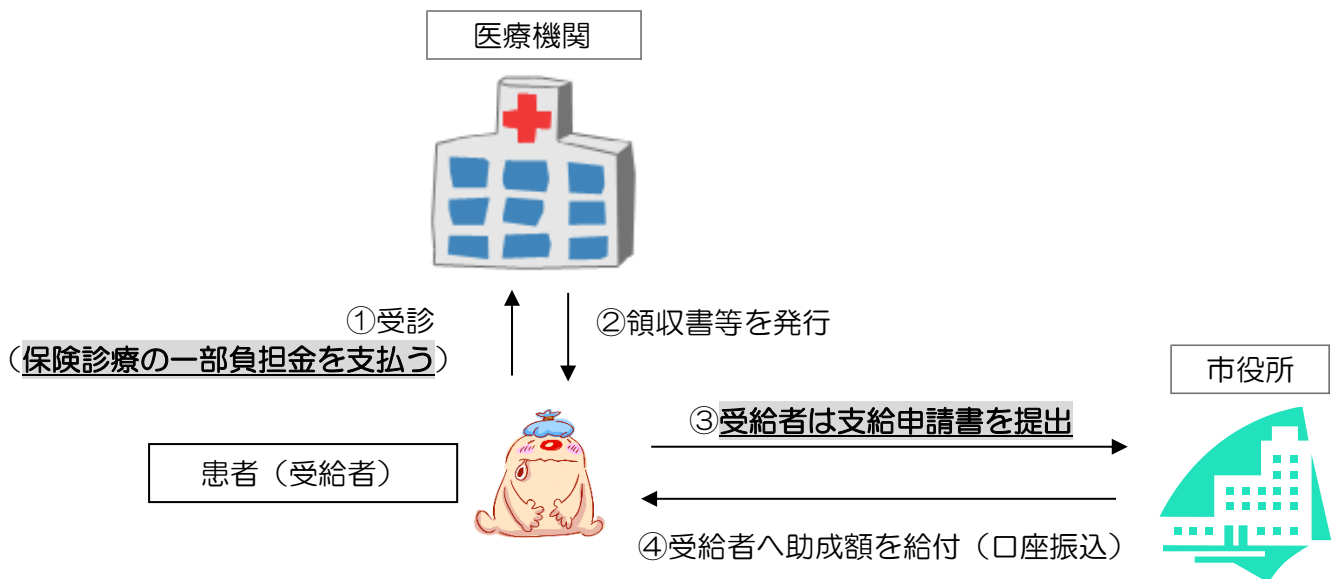 医療機関
①受診
（保険診療の一部負担金を支払う）
②領収書等を発行
市役所
③受給者は支給申請書を提出
患者（受給者）
④受給者へ助成額を給付（口座振込）